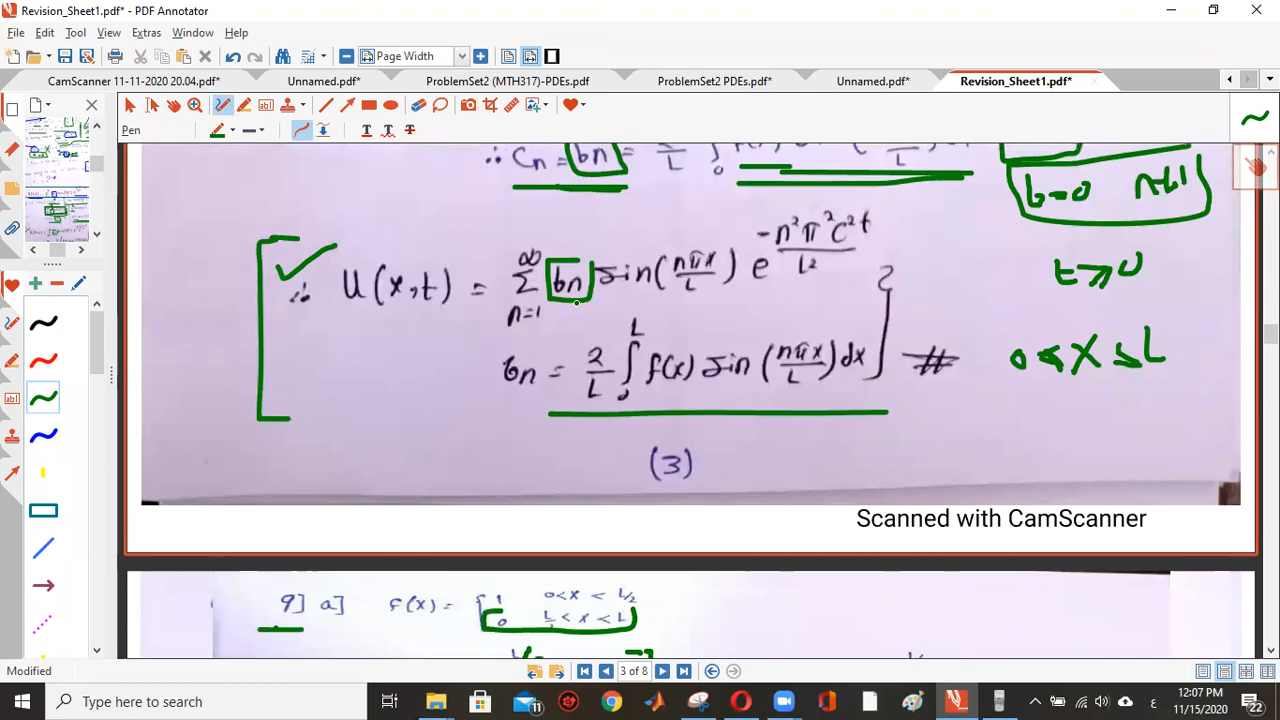 Revision_Sheet1.pdf* - PDF Annotator
File Edit Tool View Extras Window Help
Page Width
CamScanner 11-11-2020 20.04.pdf* Unnamed.pdf* ProblemSet2 (MTH317)-PDEs.pdf ProblemSet2 PDEs.pdf* Unnamed.pdf* Revision_Sheet1.pdf*
Pen
∴ Cn = bn =
b=0
∴ U(x,t) = ∑ n=1 ∞ bn sin(nπx/L) e^(-n²π²c²t/L²)
t≥0
bn = 2/L ∫ 0 L f(x) sin(nπx/L) dx
0 ≤ X ≤ L
(3)
Scanned with CamScanner
9] a] f(x) = { 1 0<x<L/2
0 L/2<x<L
Modified
3 of 8
Type here to search
11
12:07 PM
11/15/2020
22